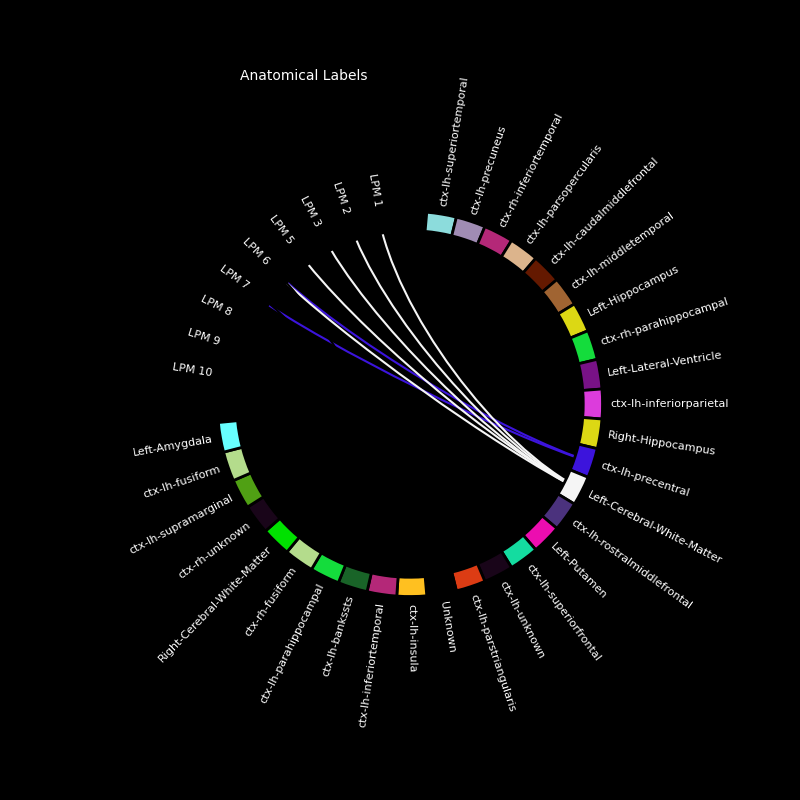 Anatomical Labels
ctx-lh-superiortemporal
ctx-lh-precuneus
ctx-rh-inferiortemporal
ctx-lh-parsopercularis
ctx-lh-caudalmiddlefrontal
ctx-lh-middletemporal
Left-Hippocampus
ctx-rh-parahippocampal
Left-Lateral-Ventricle
ctx-lh-inferiorparietal
Right-Hippocampus
ctx-lh-precentral
Left-Cerebral-White-Matter
ctx-lh-rostralmiddlefrontal
Left-Putamen
ctx-lh-superiorfrontal
ctx-lh-unknown
ctx-lh-parstriangularis
Unknown
ctx-lh-insula
ctx-lh-inferiortemporal
ctx-lh-bankssts
ctx-lh-parahippocampal
ctx-rh-fusiform
Right-Cerebral-White-Matter
ctx-rh-unknown
ctx-lh-supramarginal
ctx-lh-fusiform
Left-Amygdala
LPM 10
LPM 9
LPM 8
LPM 7
LPM 6
LPM 5
LPM 3
LPM 2
LPM 1